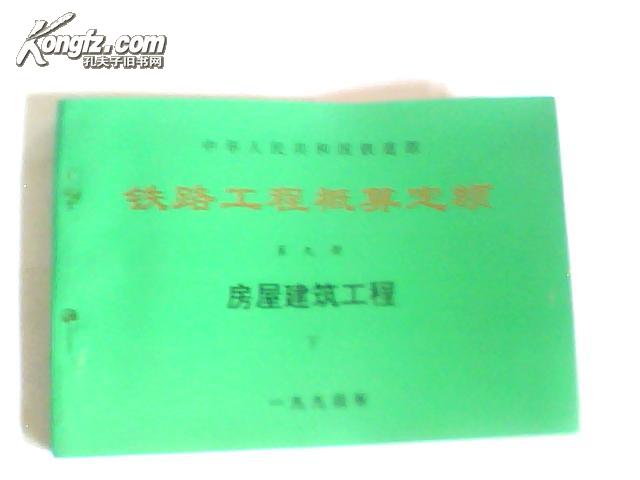 Kongfz.com
孔夫子旧书网
中华人民共和国铁道部
铁路工程概算定额
第九册
房屋建筑工程
下
一九九四年